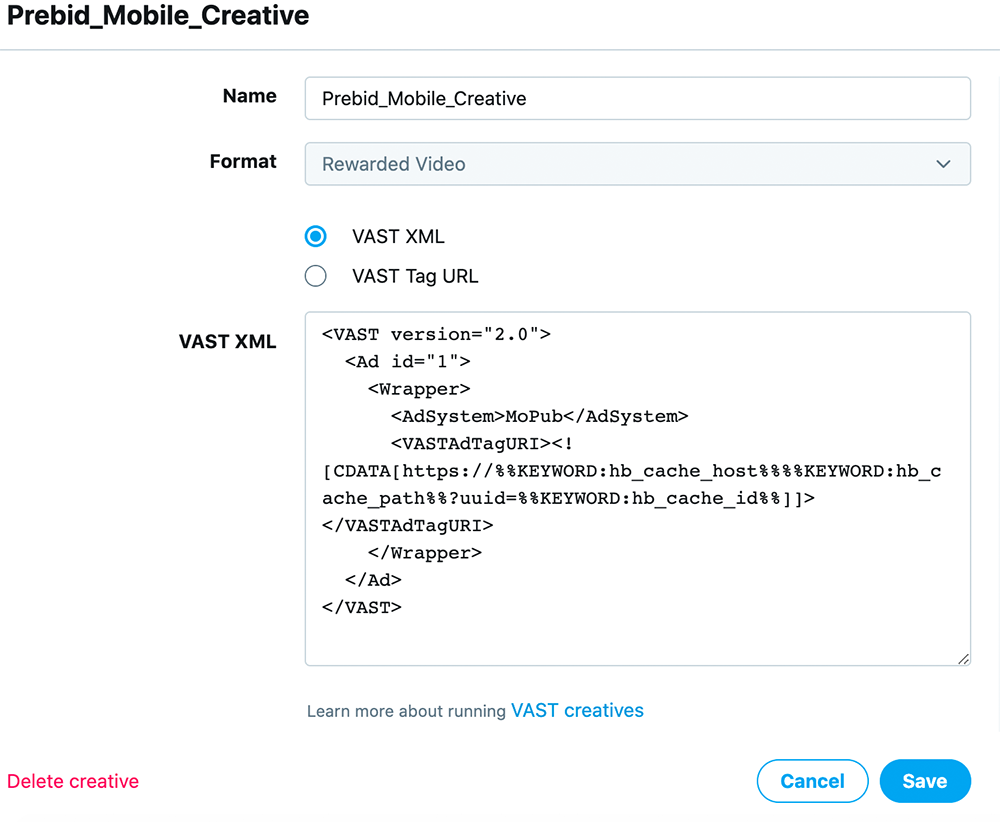 Prebid_Mobile_Creative
Name
Prebid_Mobile_Creative
Format
Rewarded Video
VAST XML
VAST Tag URL
VAST XML
<VAST version="2.0">
  <Ad id="1">
    <Wrapper>
      <AdSystem>MoPub</AdSystem>
      <VASTAdTagURI><!
[CDATA[https://%%KEYWORD:hb_cache_host%%%%KEYWORD:hb_c
ache_path%%?uuid=%%KEYWORD:hb_cache_id%%]]>
</VASTAdTagURI>
    </Wrapper>
  </Ad>
</VAST>
Learn more about running VAST creatives
Delete creative
Cancel
Save